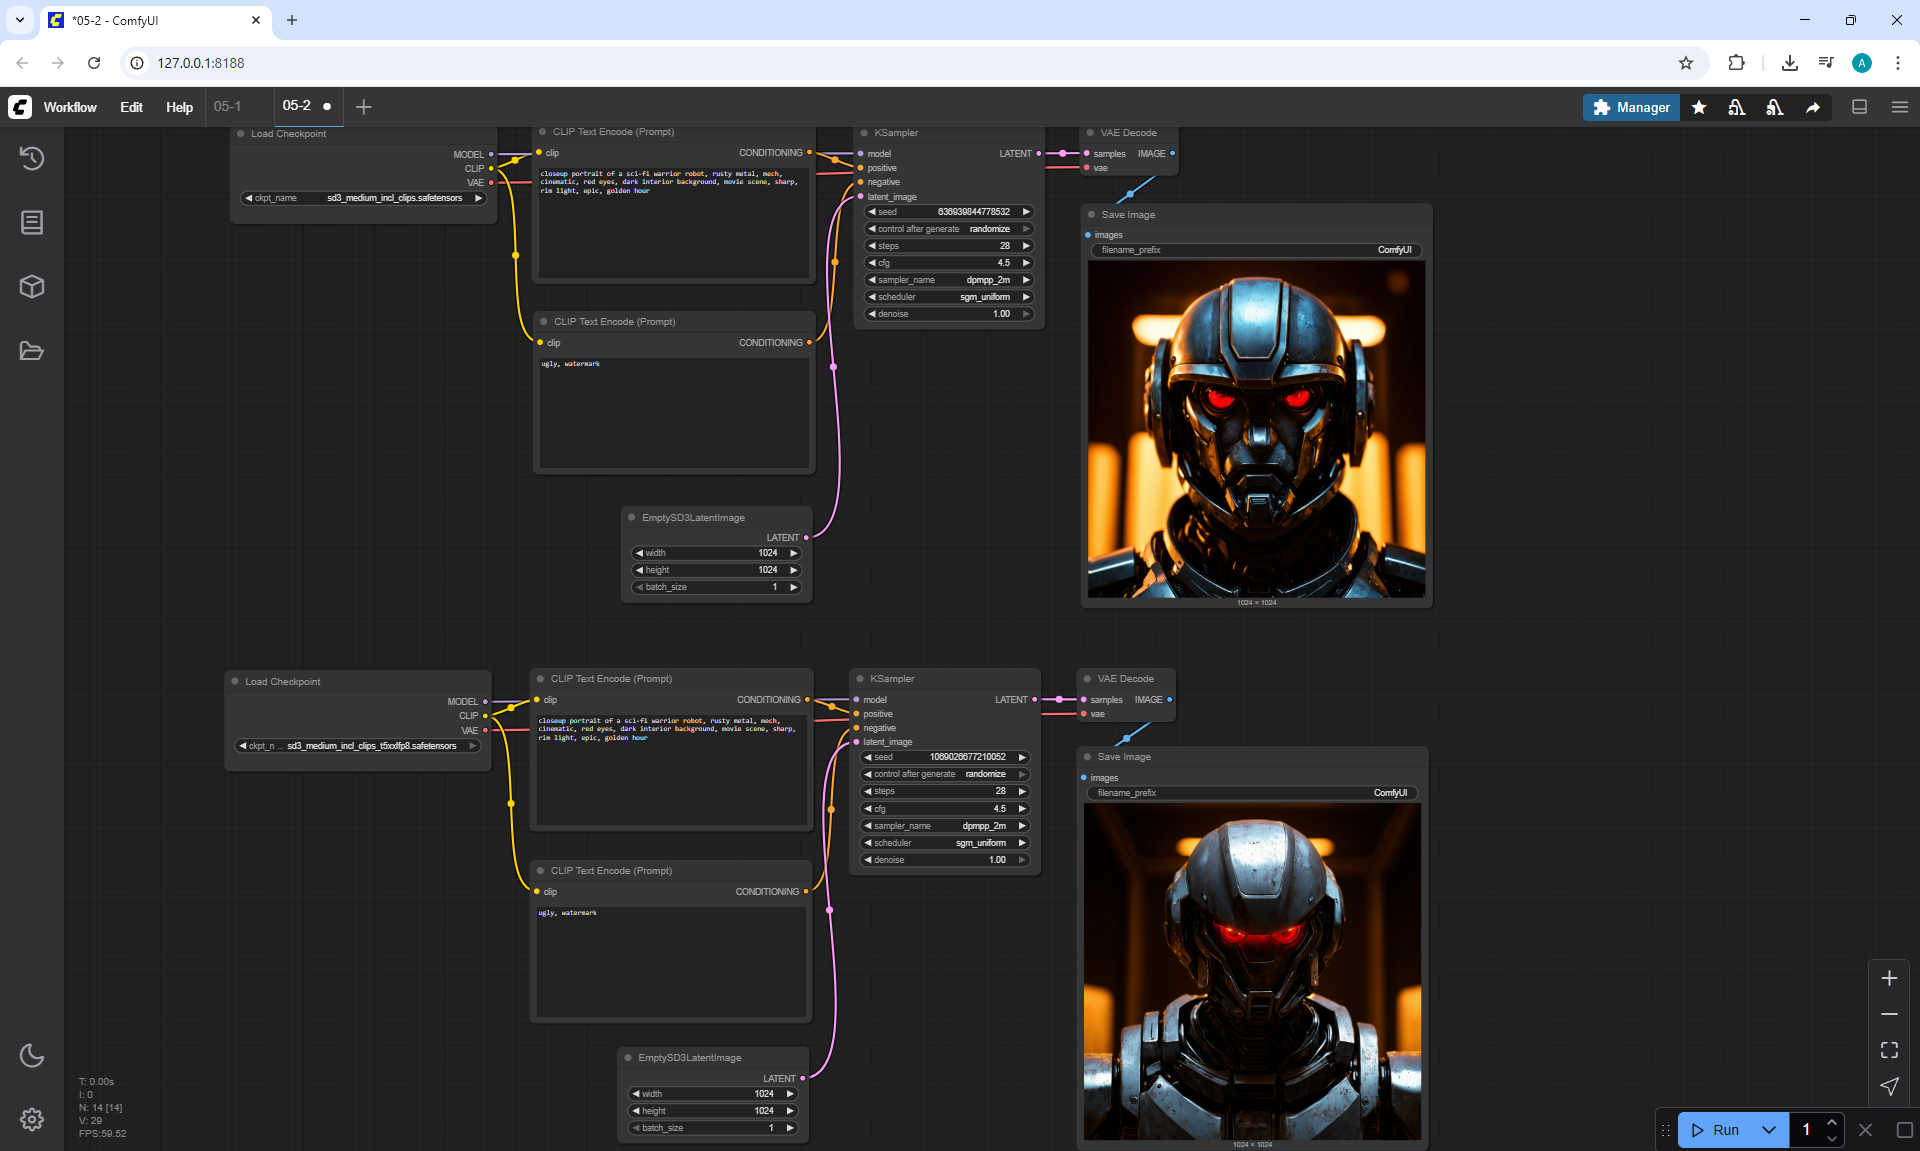 *05-2 - ComfyUI
127.0.0.1:8188
A
Workflow
Edit
Help
05-1
05-2
Manager
Load Checkpoint
MODEL
CLIP
VAE
ckpt_name sd3_medium_incl_clips.safetensors
CLIP Text Encode (Prompt)
clip CONDITIONING
closeup portrait of a sci-fi warrior robot, rusty metal, mech,
cinematic, red eyes, dark interior background, movie scene, sharp,
rim light, epic, golden hour
CLIP Text Encode (Prompt)
clip CONDITIONING
ugly, watermark
EmptySD3LatentImage
LATENT
width 1024
height 1024
batch_size 1
KSampler
model LATENT
positive
negative
latent_image
seed 636939844778532
control after generate randomize
steps 28
cfg 4.5
sampler_name dpmpp_2m
scheduler sgm_uniform
denoise 1.00
VAE Decode
samples IMAGE
vae
Save Image
images
filename_prefix ComfyUI
1024 × 1024
Load Checkpoint
MODEL
CLIP
VAE
ckpt_n ... sd3_medium_incl_clips_t5xxlfp8.safetensors
CLIP Text Encode (Prompt)
clip CONDITIONING
closeup portrait of a sci-fi warrior robot, rusty metal, mech,
cinematic, red eyes, dark interior background, movie scene, sharp,
rim light, epic, golden hour
CLIP Text Encode (Prompt)
clip CONDITIONING
ugly, watermark
EmptySD3LatentImage
LATENT
width 1024
height 1024
batch_size 1
KSampler
model LATENT
positive
negative
latent_image
seed 1069026677210052
control after generate randomize
steps 28
cfg 4.5
sampler_name dpmpp_2m
scheduler sgm_uniform
denoise 1.00
VAE Decode
samples IMAGE
vae
Save Image
images
filename_prefix ComfyUI
1024 × 1024
T: 0.00s
I: 0
N: 14 [14]
V: 29
FPS:59.52
Run
1